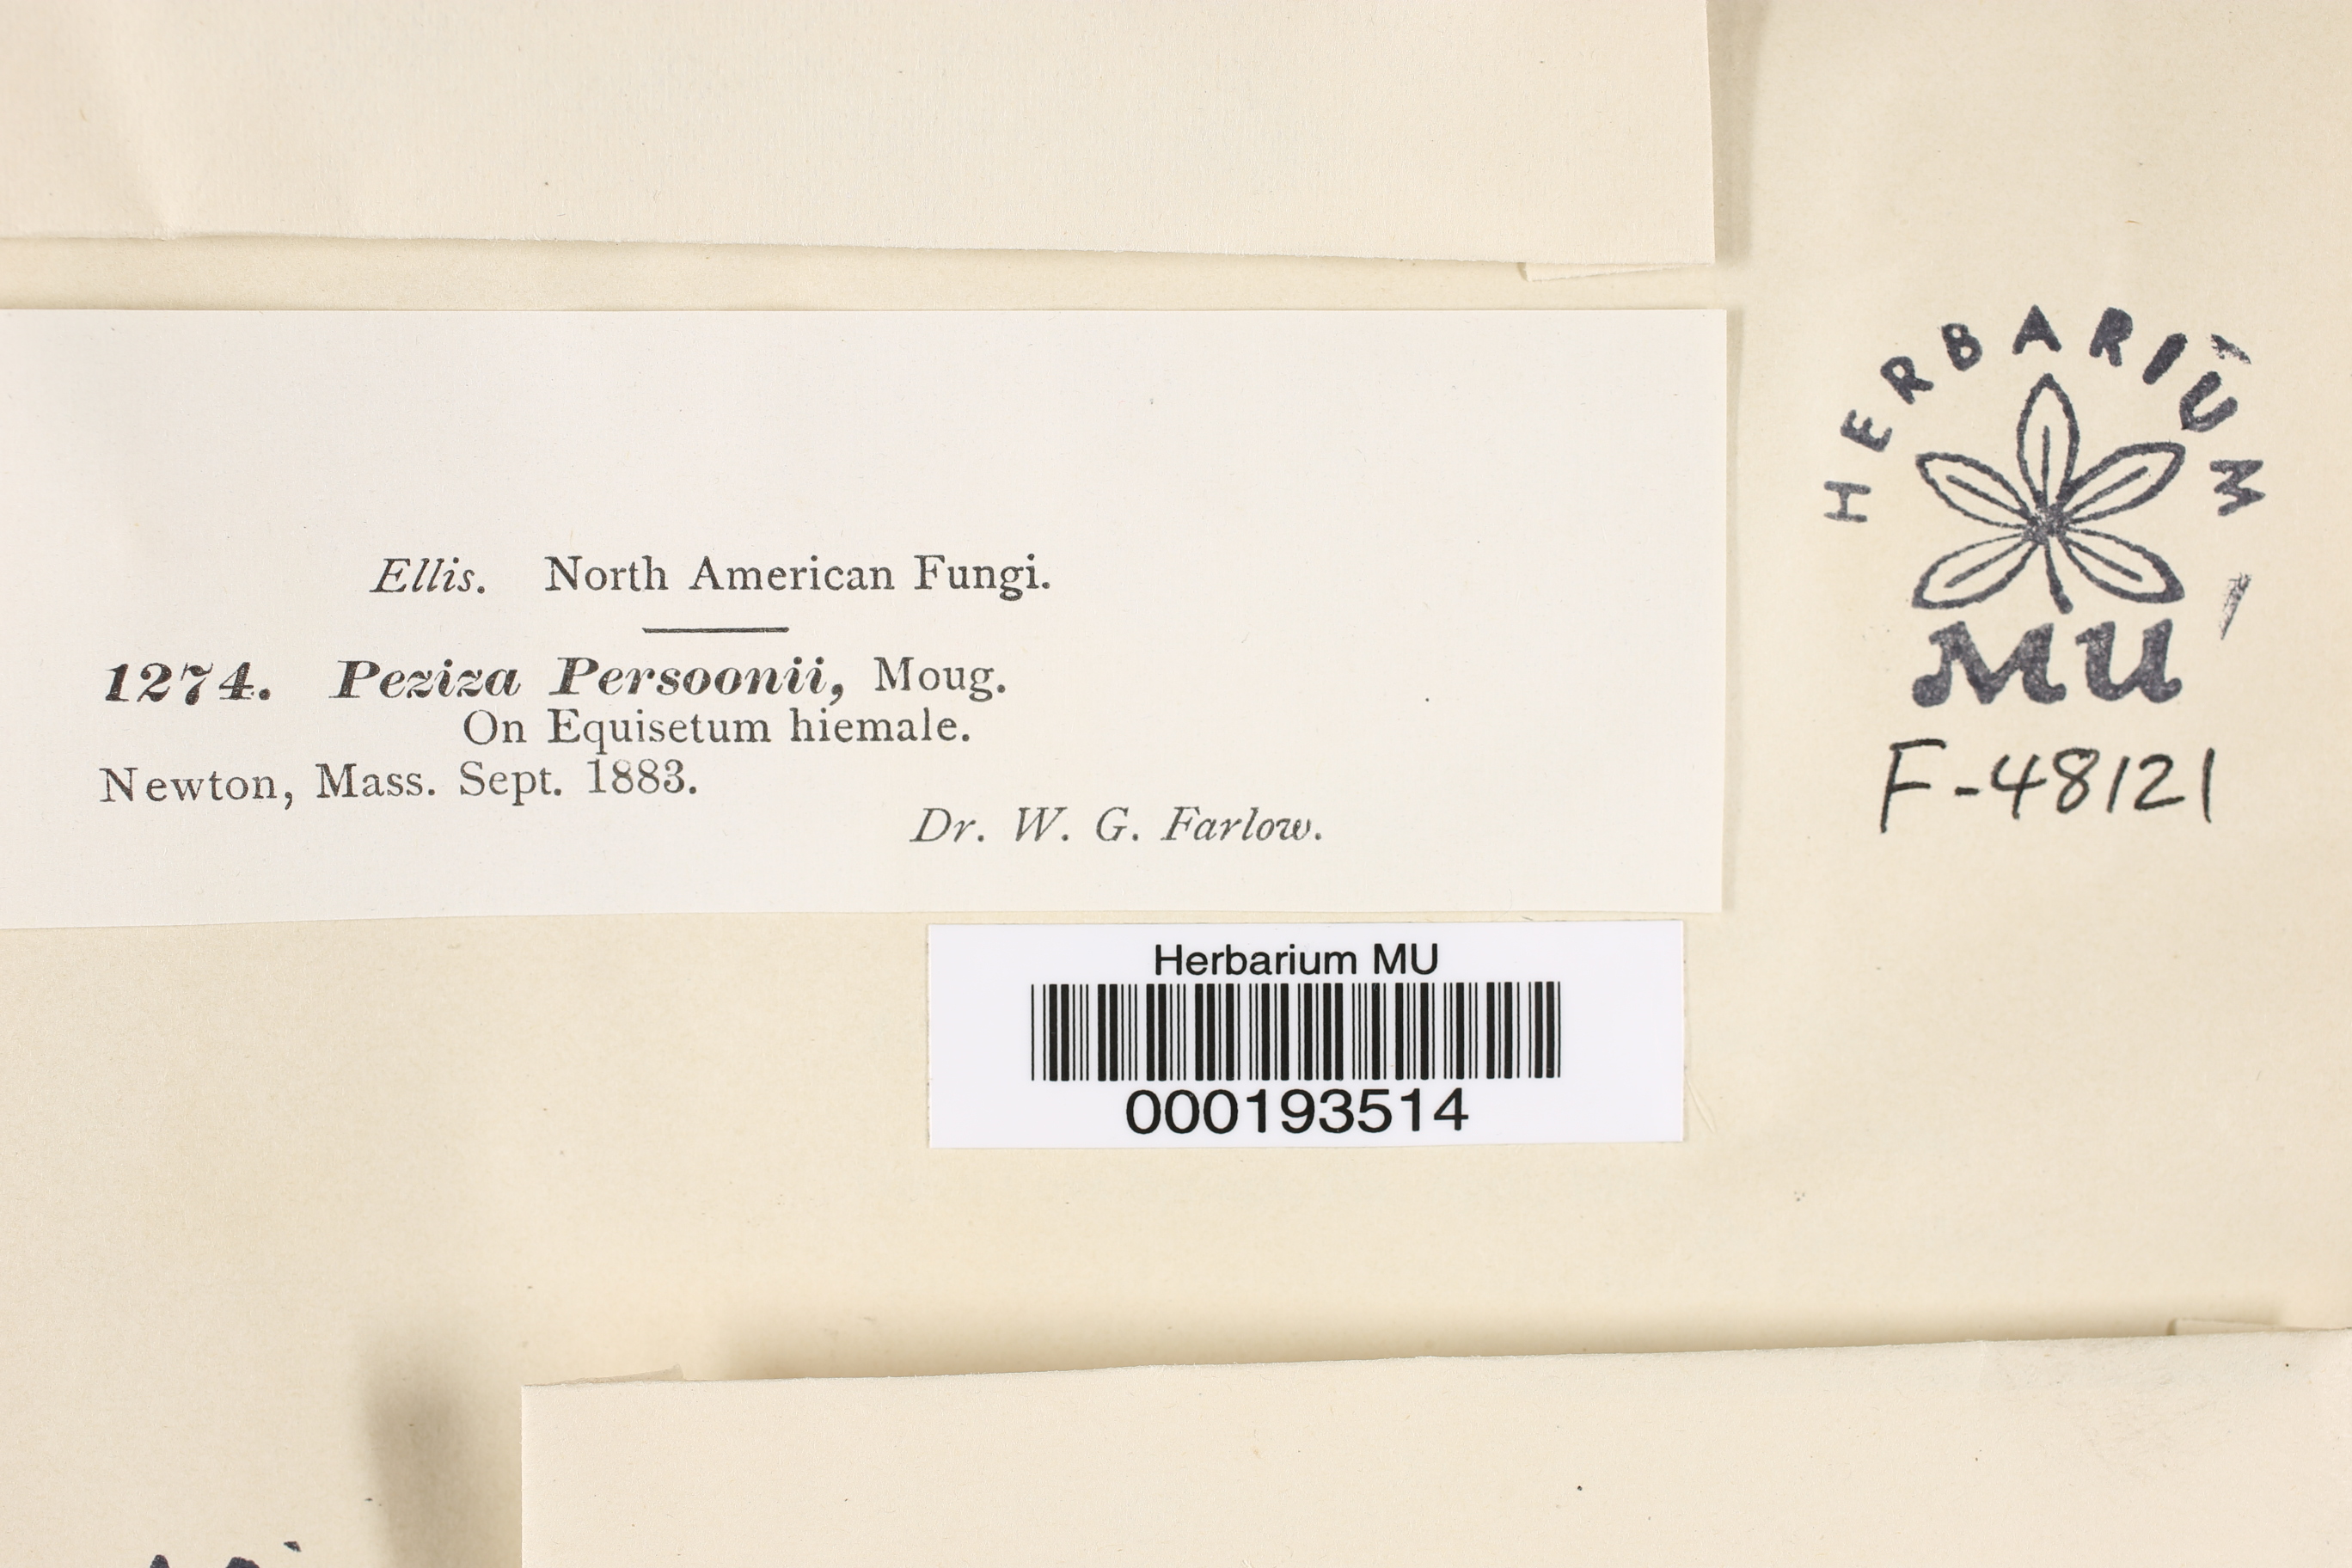 Ellis. North American Fungi.
1274. Peziza Persoonii, Moug.
On Equisetum hiemale.
Newton, Mass. Sept. 1883.
Dr. W. G. Farlow.
HERBARIUM
MU
F-48121
Herbarium MU
000193514